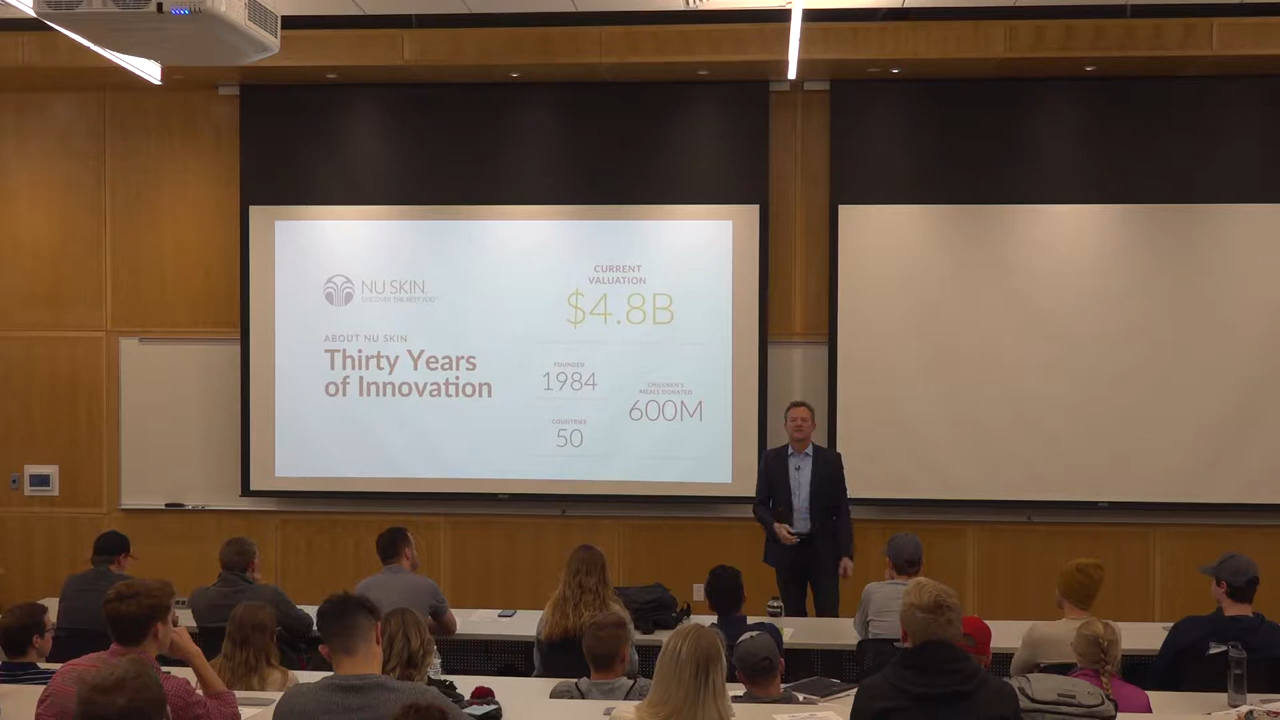 NU SKIN.
DISCOVER THE BEST YOU
ABOUT NU SKIN
Thirty Years
of Innovation
CURRENT
VALUATION
$4.8B
FOUNDED
1984
COUNTRIES
50
CHILDREN'S
MEALS DONATED
600M